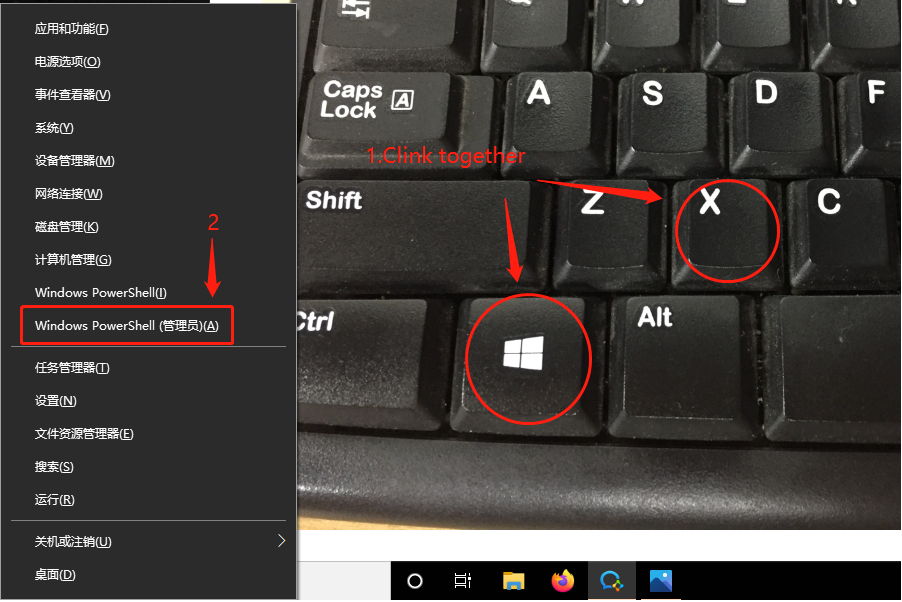 应用和功能(F)
电源选项(O)
事件查看器(V)
系统(Y)
设备管理器(M)
网络连接(W)
磁盘管理(K)
计算机管理(G)
Windows PowerShell(I)
Windows PowerShell (管理员)(A)
任务管理器(T)
设置(N)
文件资源管理器(E)
搜索(S)
运行(R)
关机或注销(U)
桌面(D)
2
1.Clink together
Caps
Lock
A
A
S
D
F
Shift
Z
X
C
Ctrl
Alt